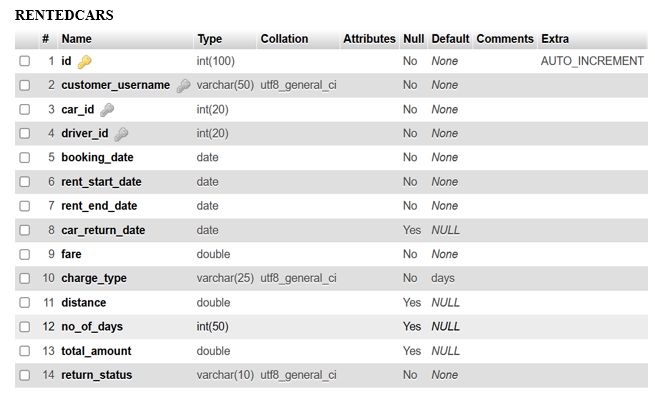 RENTEDCARS
# Name Type Collation Attributes Null Default Comments Extra
1 id int(100) No None AUTO_INCREMENT
2 customer_username varchar(50) utf8_general_ci No None
3 car_id int(20) No None
4 driver_id int(20) No None
5 booking_date date No None
6 rent_start_date date No None
7 rent_end_date date No None
8 car_return_date date Yes NULL
9 fare double No None
10 charge_type varchar(25) utf8_general_ci No days
11 distance double Yes NULL
12 no_of_days int(50) Yes NULL
13 total_amount double Yes NULL
14 return_status varchar(10) utf8_general_ci No None